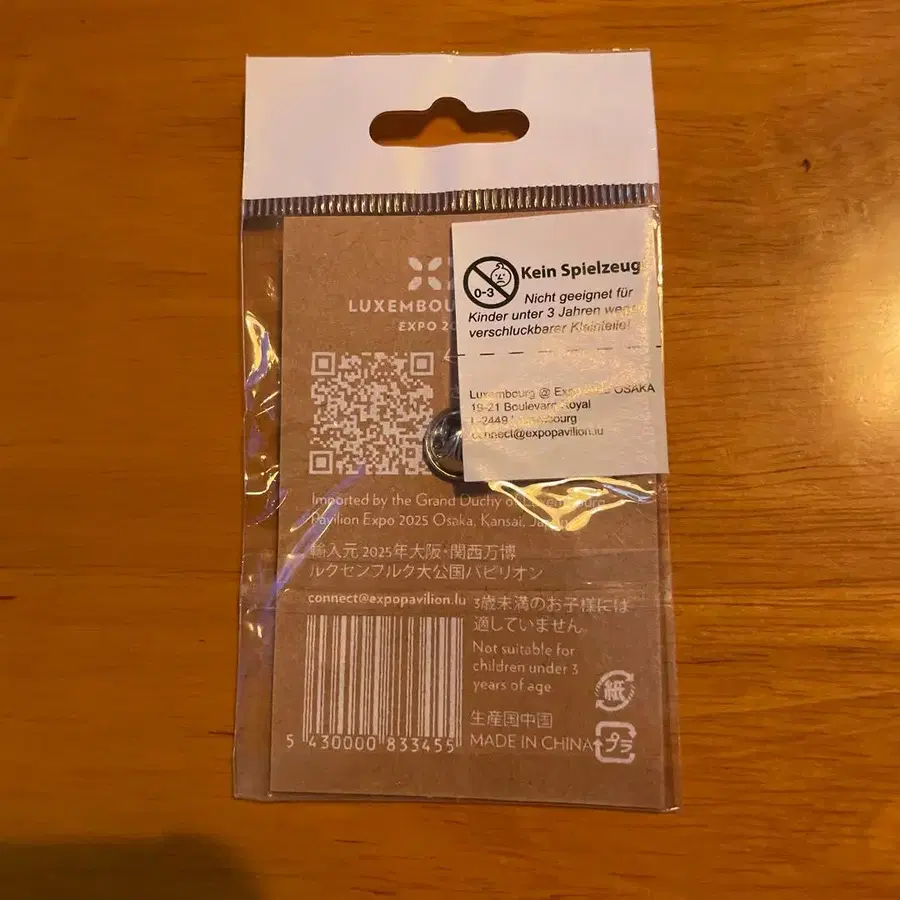 LUXEMBOU
EXPO 20
0-3
Kein Spielzeug
Nicht geeignet für
Kinder unter 3 Jahren wegen
verschluckbarer Kleinteile!
Luxembourg @ Expo OSAKA
19-21 Boulevard Royal
L-2449 Luxembourg
connect@expopavilion.lu
Imported by the Grand Duchy of Luxembourg
Pavilion Expo 2025 Osaka, Kansai, Japan
輸入元 2025年大阪・関西万博
ルクセンブルク大公国パビリオン
connect@expopavilion.lu
3歳未満のお子様には
適していません。
Not suitable for
children under 3
years of age
生産国中国
MADE IN CHINA
紙
プラ
5 430000 833455